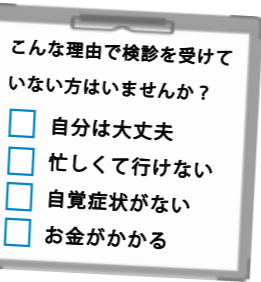 こんな理由で検診を受けて
いない方はいませんか？
自分は大丈夫
忙しくて行けない
自覚症状がない
お金がかかる